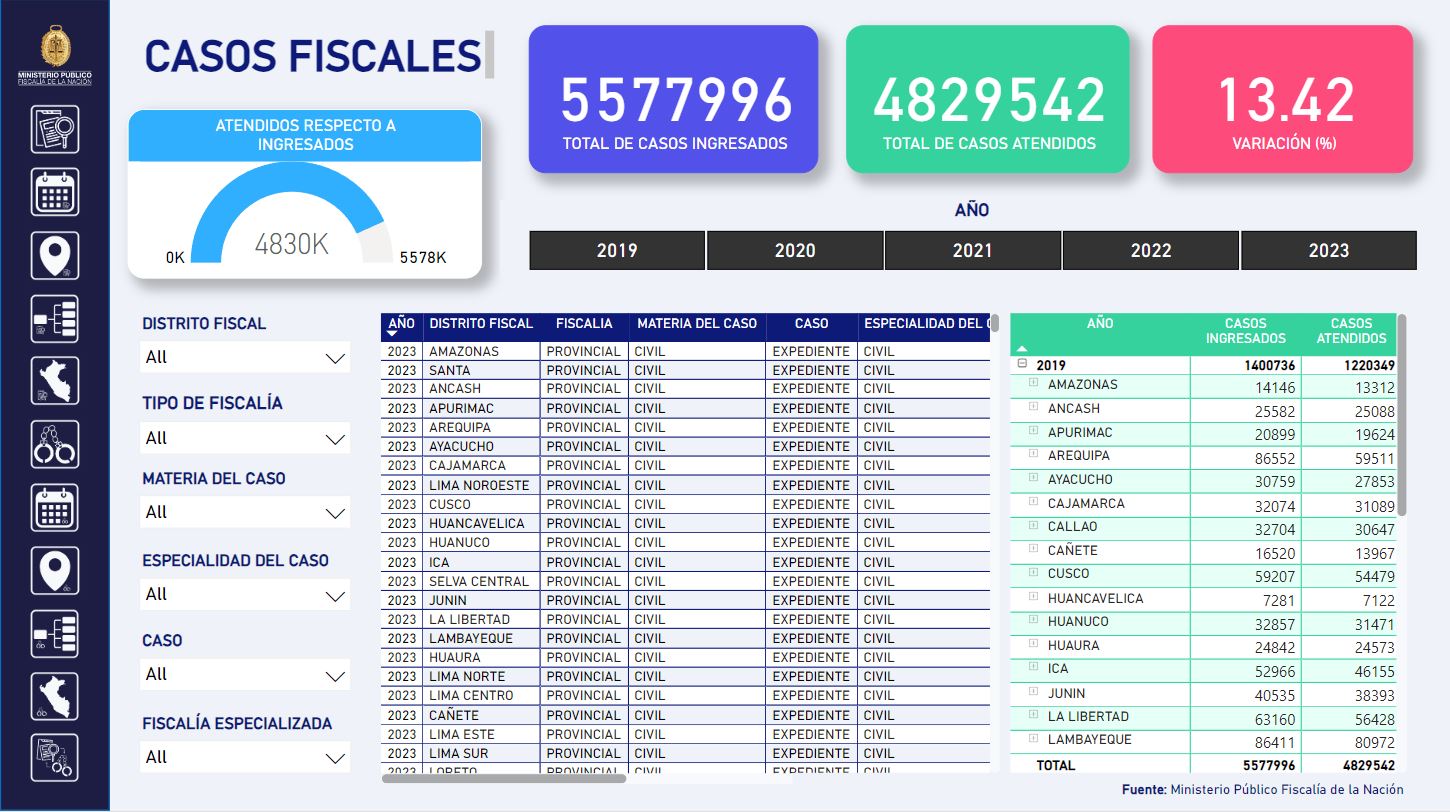 MINISTERIO PÚBLICO
FISCALÍA DE LA NACIÓN
CASOS FISCALES
5577996
TOTAL DE CASOS INGRESADOS
4829542
TOTAL DE CASOS ATENDIDOS
13.42
VARIACIÓN (%)
ATENDIDOS RESPECTO A
INGRESADOS
4830K
0K
5578K
AÑO
2019 2020 2021 2022 2023
DISTRITO FISCAL
All
TIPO DE FISCALÍA
All
MATERIA DEL CASO
All
ESPECIALIDAD DEL CASO
All
CASO
All
FISCALÍA ESPECIALIZADA
All
AÑO DISTRITO FISCAL FISCALIA MATERIA DEL CASO CASO ESPECIALIDAD DEL C
2023 AMAZONAS PROVINCIAL CIVIL EXPEDIENTE CIVIL
2023 SANTA PROVINCIAL CIVIL EXPEDIENTE CIVIL
2023 ANCASH PROVINCIAL CIVIL EXPEDIENTE CIVIL
2023 APURIMAC PROVINCIAL CIVIL EXPEDIENTE CIVIL
2023 AREQUIPA PROVINCIAL CIVIL EXPEDIENTE CIVIL
2023 AYACUCHO PROVINCIAL CIVIL EXPEDIENTE CIVIL
2023 CAJAMARCA PROVINCIAL CIVIL EXPEDIENTE CIVIL
2023 LIMA NOROESTE PROVINCIAL CIVIL EXPEDIENTE CIVIL
2023 CUSCO PROVINCIAL CIVIL EXPEDIENTE CIVIL
2023 HUANCAVELICA PROVINCIAL CIVIL EXPEDIENTE CIVIL
2023 HUANUCO PROVINCIAL CIVIL EXPEDIENTE CIVIL
2023 ICA PROVINCIAL CIVIL EXPEDIENTE CIVIL
2023 SELVA CENTRAL PROVINCIAL CIVIL EXPEDIENTE CIVIL
2023 JUNIN PROVINCIAL CIVIL EXPEDIENTE CIVIL
2023 LA LIBERTAD PROVINCIAL CIVIL EXPEDIENTE CIVIL
2023 LAMBAYEQUE PROVINCIAL CIVIL EXPEDIENTE CIVIL
2023 HUAURA PROVINCIAL CIVIL EXPEDIENTE CIVIL
2023 LIMA NORTE PROVINCIAL CIVIL EXPEDIENTE CIVIL
2023 LIMA CENTRO PROVINCIAL CIVIL EXPEDIENTE CIVIL
2023 CAÑETE PROVINCIAL CIVIL EXPEDIENTE CIVIL
2023 LIMA ESTE PROVINCIAL CIVIL EXPEDIENTE CIVIL
2023 LIMA SUR PROVINCIAL CIVIL EXPEDIENTE CIVIL
2023 LORETO PROVINCIAL CIVIL EXPEDIENTE CIVIL
AÑO CASOS INGRESADOS CASOS ATENDIDOS
2019 1400736 1220349
AMAZONAS 14146 13312
ANCASH 25582 25088
APURIMAC 20899 19624
AREQUIPA 86552 59511
AYACUCHO 30759 27853
CAJAMARCA 32074 31089
CALLAO 32704 30647
CAÑETE 16520 13967
CUSCO 59207 54479
HUANCAVELICA 7281 7122
HUANUCO 32857 31471
HUAURA 24842 24573
ICA 52966 46155
JUNIN 40535 38393
LA LIBERTAD 63160 56428
LAMBAYEQUE 86411 80972
TOTAL 5577996 4829542
Fuente: Ministerio Público Fiscalía de la Nación